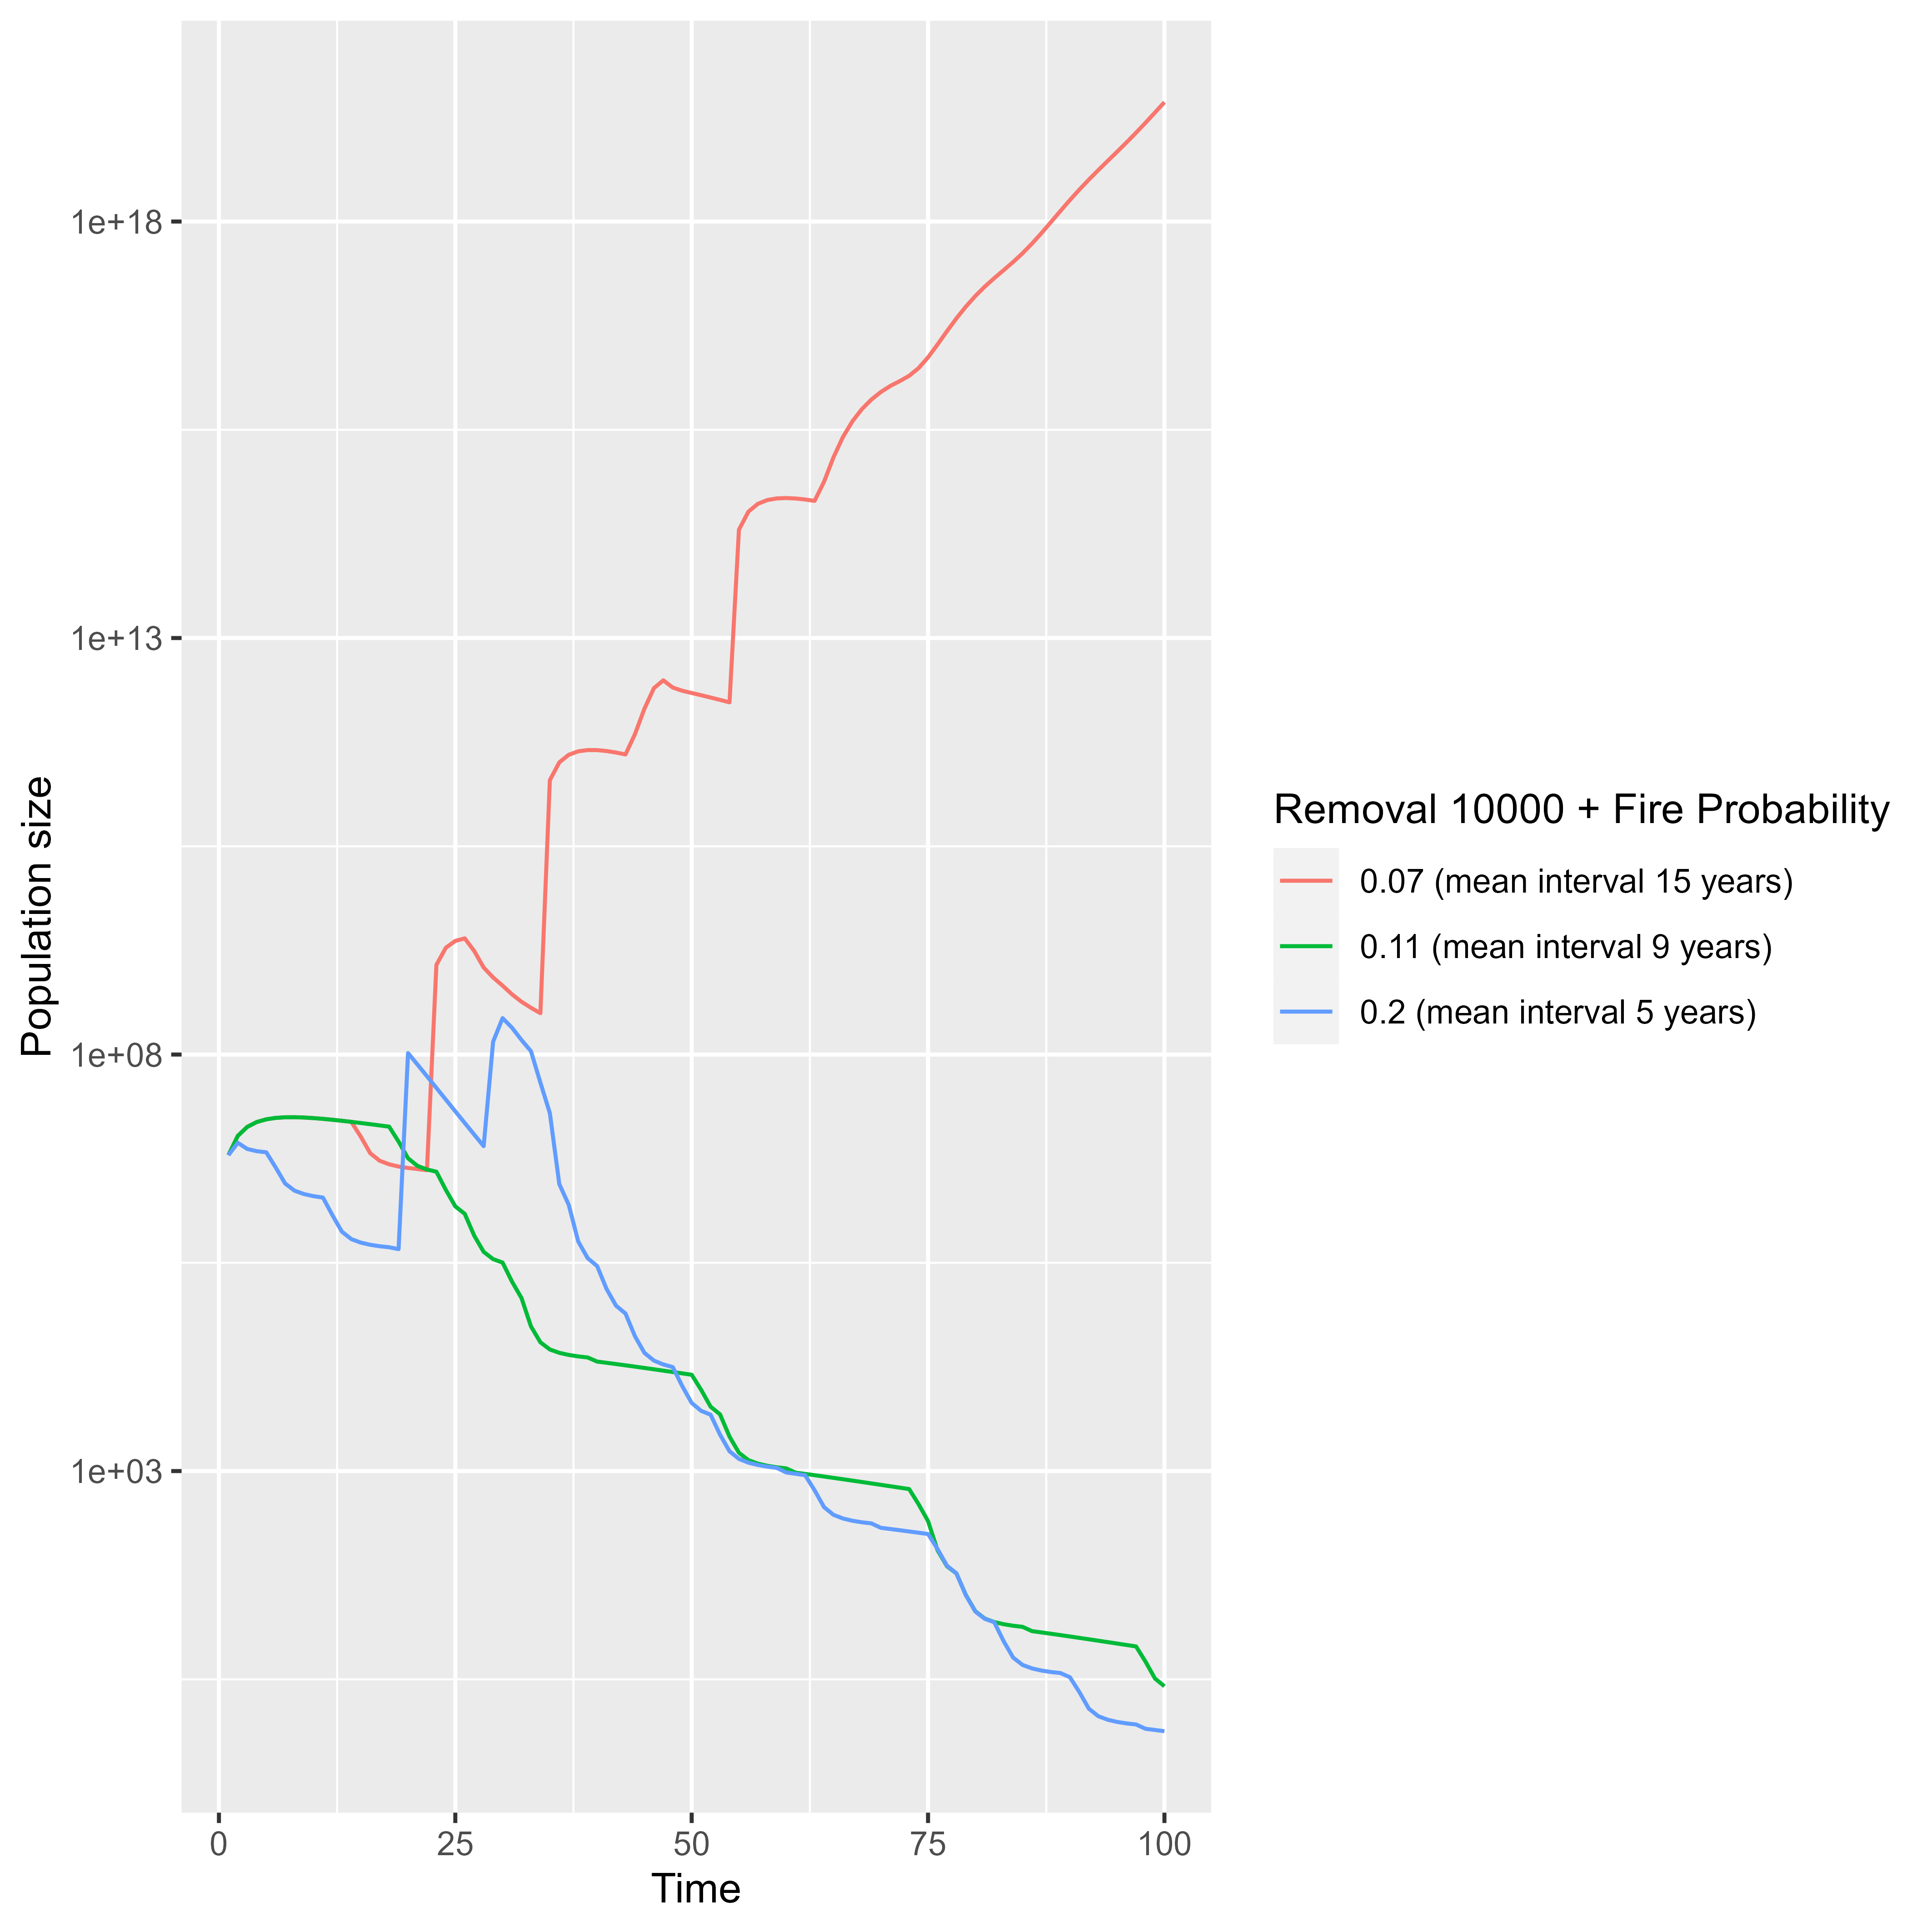 1e+18
1e+13
1e+08
1e+03
Population size
0 25 50 75 100
Time
Removal 10000 + Fire Probability
0.07 (mean interval 15 years)
0.11 (mean interval 9 years)
0.2 (mean interval 5 years)